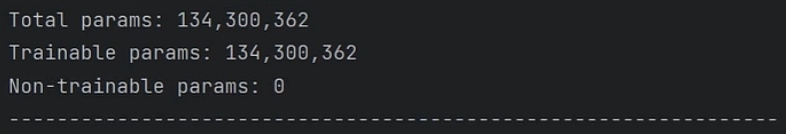 Total params: 134,300,362
Trainable params: 134,300,362
Non-trainable params: 0
----------------------------------------------------------------